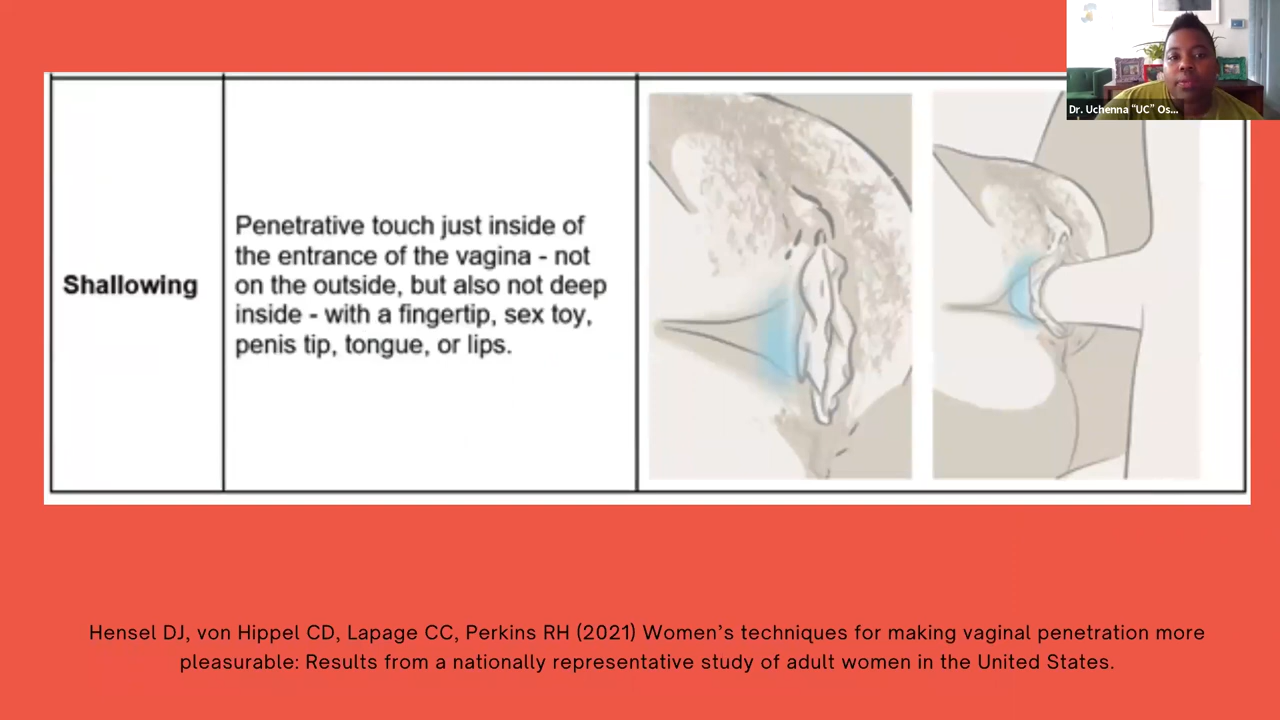 Dr. Uchenna “UC” Os...
Shallowing
Penetrative touch just inside of
the entrance of the vagina - not
on the outside, but also not deep
inside - with a fingertip, sex toy,
penis tip, tongue, or lips.
Hensel DJ, von Hippel CD, Lapage CC, Perkins RH (2021) Women’s techniques for making vaginal penetration more
pleasurable: Results from a nationally representative study of adult women in the United States.